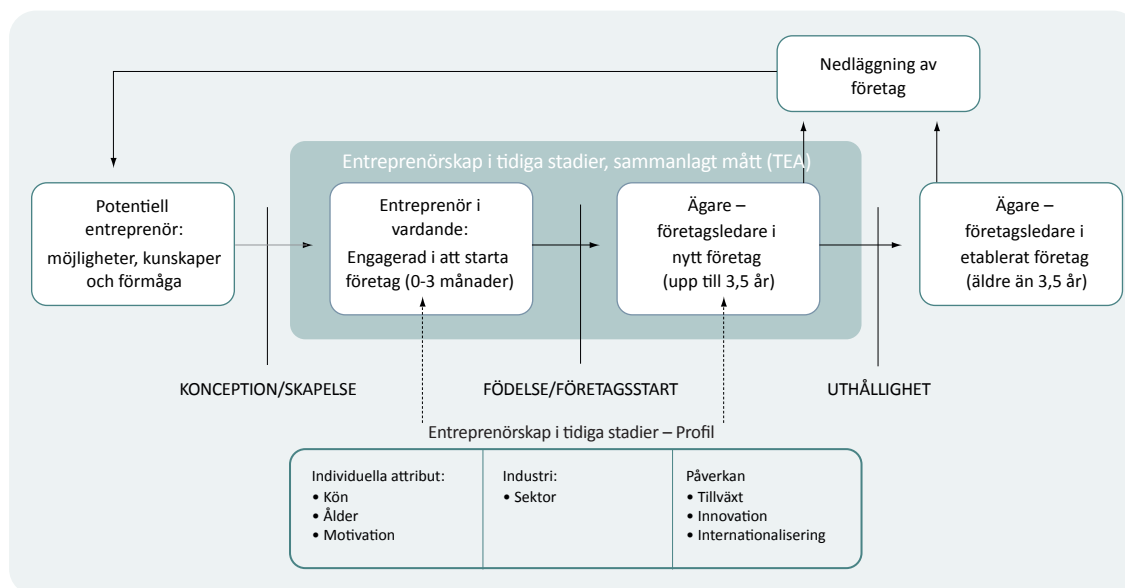 Nedläggning av
företag
Entreprenörskap i tidiga stadier, sammanlagt mått (TEA)
Potentiell
entreprenör:
möjligheter, kunskaper
och förmåga
Entreprenör i
vardande:
Engagerad i att starta
företag (0-3 månader)
Ägare –
företagsledare i
nytt företag
(upp till 3,5 år)
Ägare –
företagsledare i
etablerat företag
(äldre än 3,5 år)
KONCEPTION/SKAPELSE
FÖDELSE/FÖRETAGSSTART
UTHÅLLIGHET
Entreprenörskap i tidiga stadier – Profil
Individuella attribut:
• Kön
• Ålder
• Motivation
Industri:
• Sektor
Påverkan
• Tillväxt
• Innovation
• Internationalisering